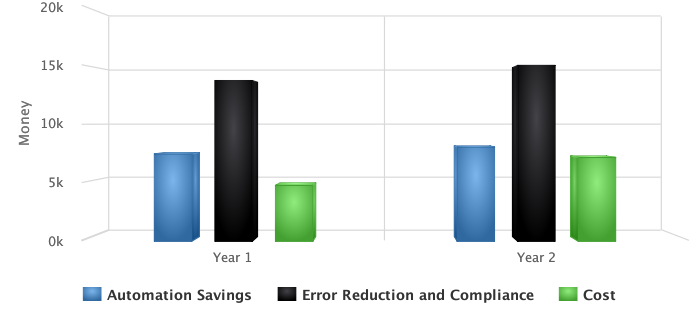 20k
15k
10k
5k
0k
Money
Year 1
Year 2
Automation Savings
Error Reduction and Compliance
Cost